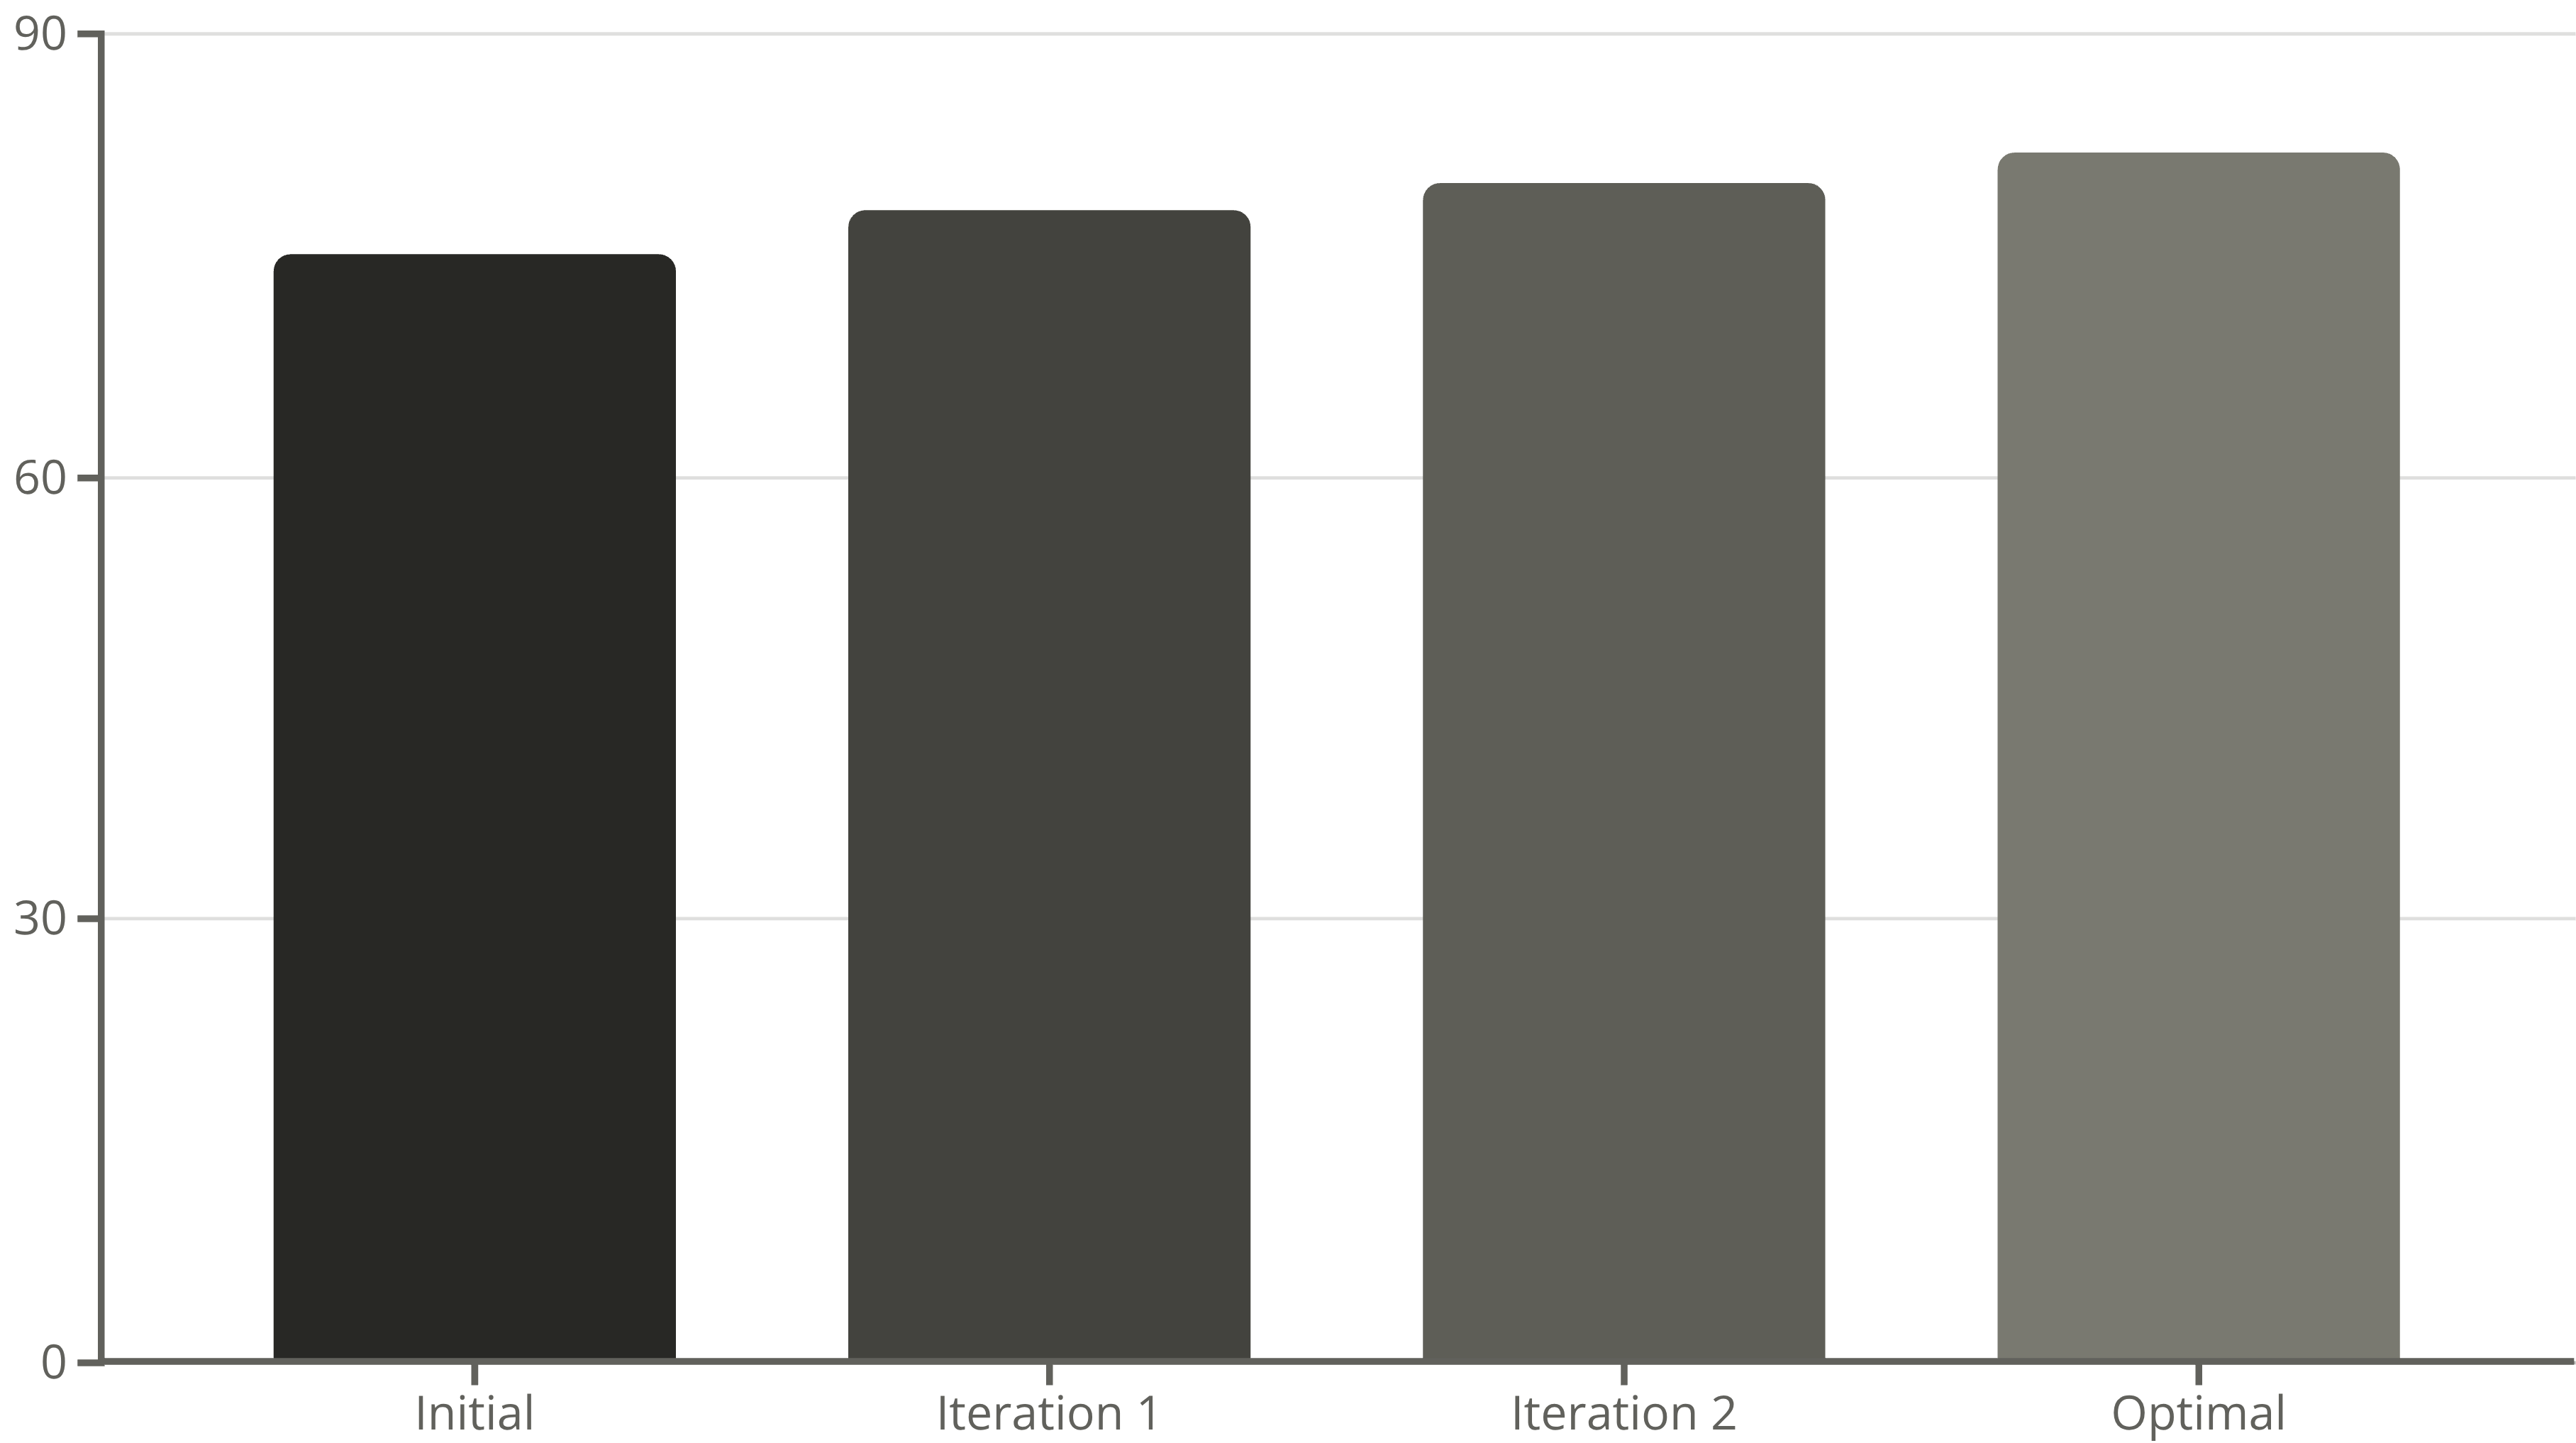 90
60
30
0
Initial
Iteration 1
Iteration 2
Optimal